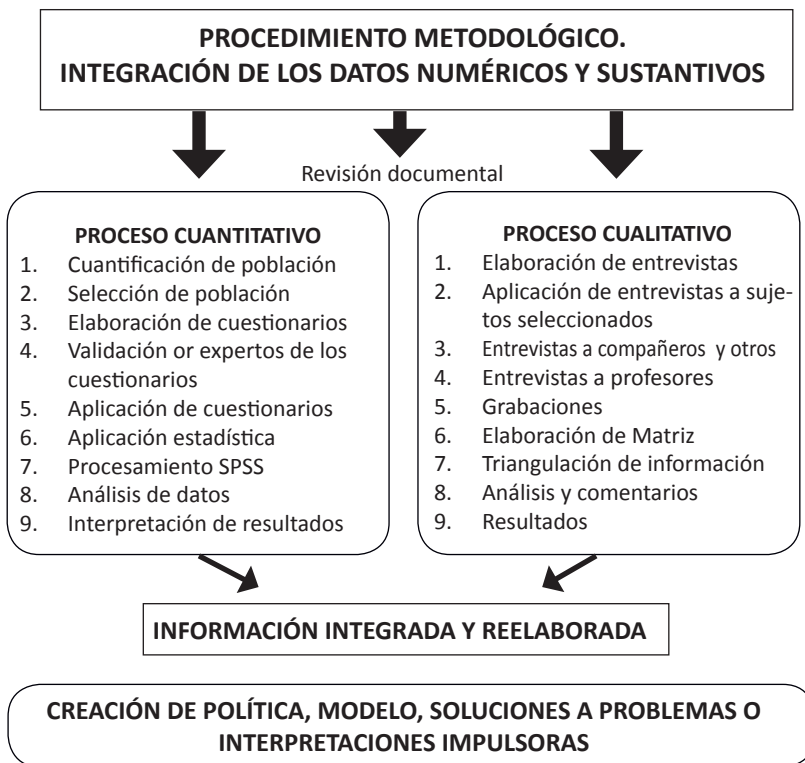 PROCEDIMIENTO METODOLÓGICO.
INTEGRACIÓN DE LOS DATOS NUMÉRICOS Y SUSTANTIVOS
Revisión documental
PROCESO CUANTITATIVO
1. Cuantificación de población
2. Selección de población
3. Elaboración de cuestionarios
4. Validación or expertos de los
cuestionarios
5. Aplicación de cuestionarios
6. Aplicación estadística
7. Procesamiento SPSS
8. Análisis de datos
9. Interpretación de resultados
PROCESO CUALITATIVO
1. Elaboración de entrevistas
2. Aplicación de entrevistas a suje-
tos seleccionados
3. Entrevistas a compañeros y otros
4. Entrevistas a profesores
5. Grabaciones
6. Elaboración de Matriz
7. Triangulación de información
8. Análisis y comentarios
9. Resultados
INFORMACIÓN INTEGRADA Y REELABORADA
CREACIÓN DE POLÍTICA, MODELO, SOLUCIONES A PROBLEMAS O
INTERPRETACIONES IMPULSORAS